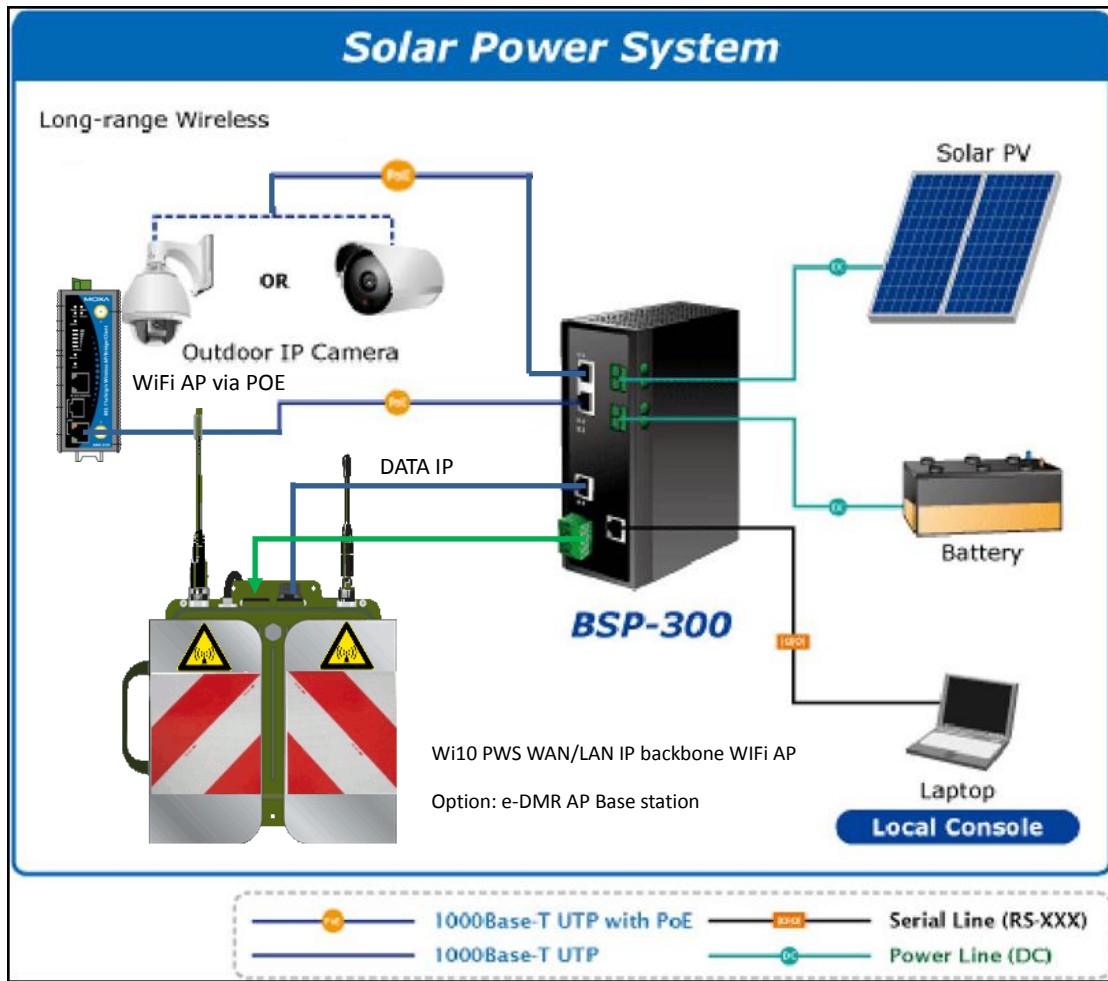 Solar Power System
Long-range Wireless
Solar PV
PoE
OR
DC
MOXA
Outdoor IP Camera
WiFi AP via POE
PoE
DATA IP
DC
Battery
BSP-300
Wi10 PWS WAN/LAN IP backbone WIFi AP
Option: e-DMR AP Base station
Laptop
Local Console
PoE
1000Base-T UTP with PoE
Serial Line (RS-XXX)
1000Base-T UTP
DC
Power Line (DC)